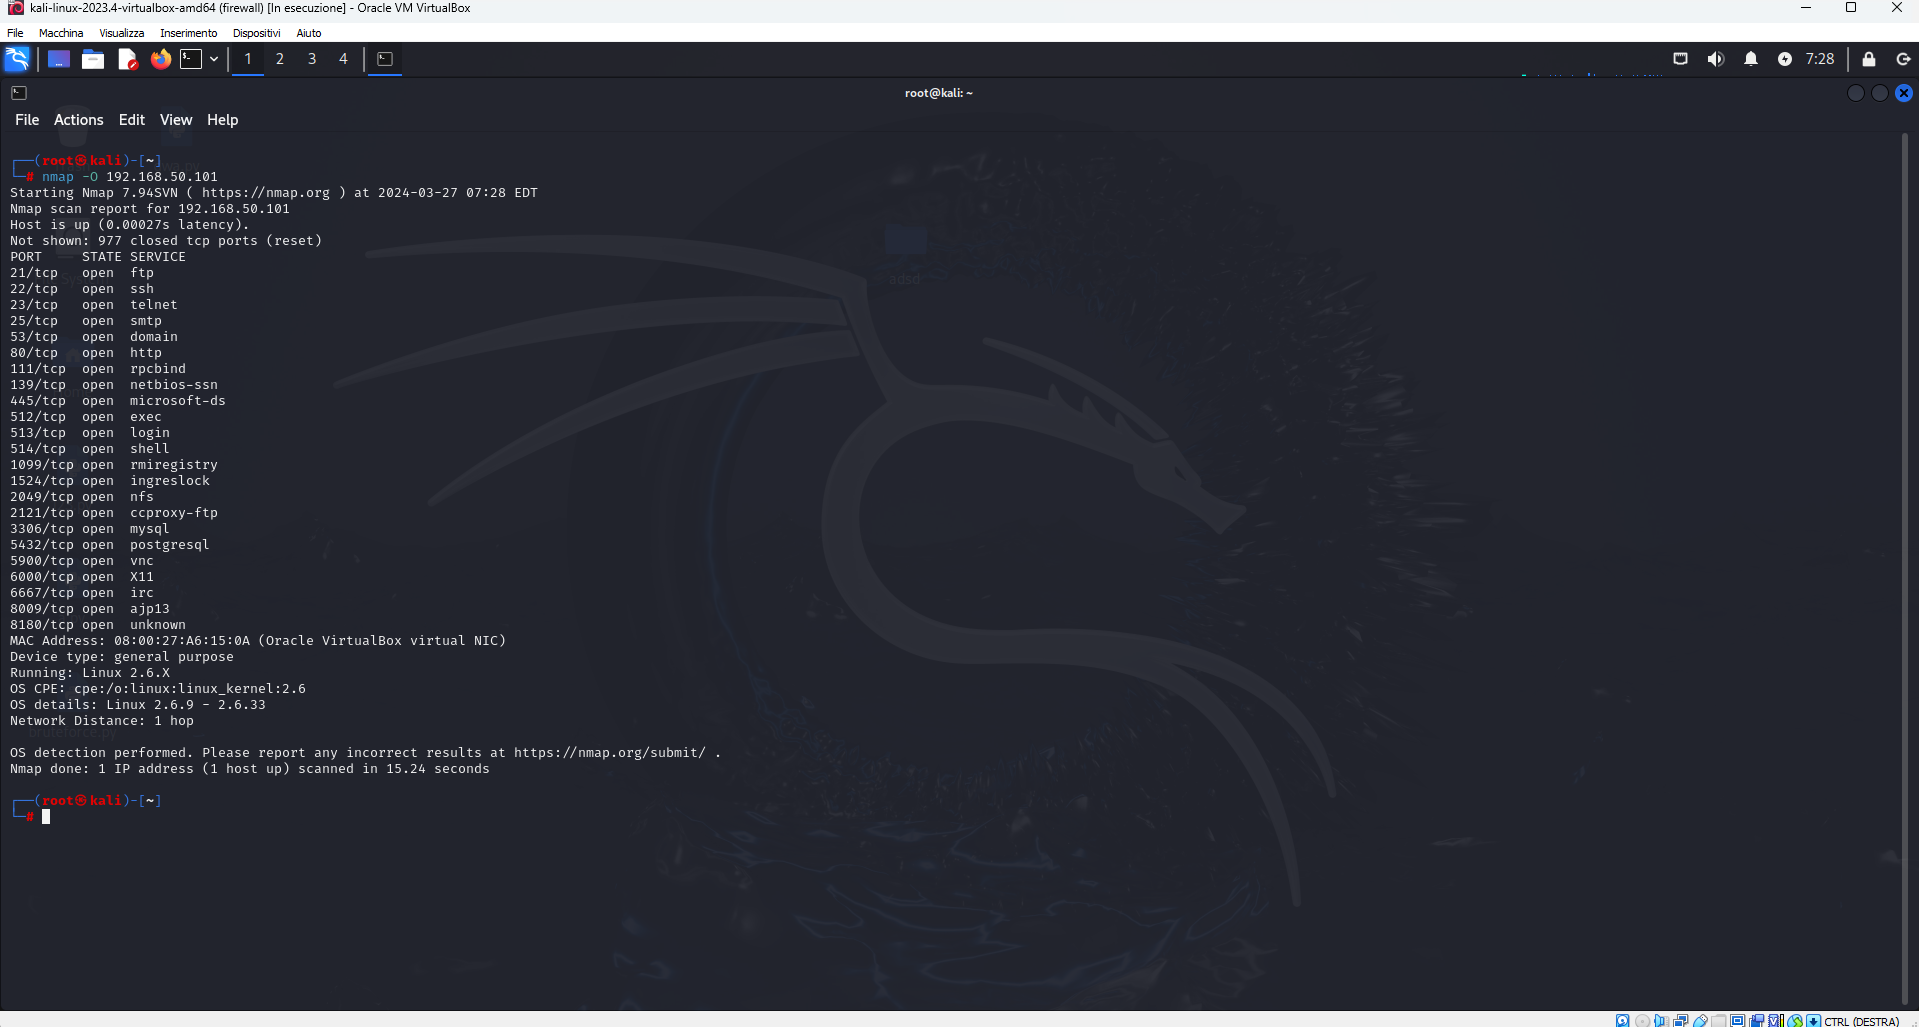 kali-linux-2023.4-virtualbox-amd64 (firewall) [In esecuzione] - Oracle VM VirtualBox
File Macchina Visualizza Inserimento Dispositivi Aiuto
1 2 3 4 7:28
root@kali: ~
File Actions Edit View Help
┌──(root㉿kali)-[~]
└─# nmap -O 192.168.50.101
Starting Nmap 7.94SVN ( https://nmap.org ) at 2024-03-27 07:28 EDT
Nmap scan report for 192.168.50.101
Host is up (0.00027s latency).
Not shown: 977 closed tcp ports (reset)
PORT     STATE SERVICE
21/tcp   open  ftp
22/tcp   open  ssh
23/tcp   open  telnet
25/tcp   open  smtp
53/tcp   open  domain
80/tcp   open  http
111/tcp  open  rpcbind
139/tcp  open  netbios-ssn
445/tcp  open  microsoft-ds
512/tcp  open  exec
513/tcp  open  login
514/tcp  open  shell
1099/tcp open  rmiregistry
1524/tcp open  ingreslock
2049/tcp open  nfs
2121/tcp open  ccproxy-ftp
3306/tcp open  mysql
5432/tcp open  postgresql
5900/tcp open  vnc
6000/tcp open  X11
6667/tcp open  irc
8009/tcp open  ajp13
8180/tcp open  unknown
MAC Address: 08:00:27:A6:15:0A (Oracle VirtualBox virtual NIC)
Device type: general purpose
Running: Linux 2.6.X
OS CPE: cpe:/o:linux:linux_kernel:2.6
OS details: Linux 2.6.9 - 2.6.33
Network Distance: 1 hop
bruteforce.py
OS detection performed. Please report any incorrect results at https://nmap.org/submit/ .
Nmap done: 1 IP address (1 host up) scanned in 15.24 seconds
┌──(root㉿kali)-[~]
└─#
adsd
CTRL (DESTRA)